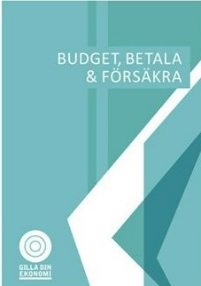 BUDGET, BETALA
& FÖRSÄKRA
GILLA DIN
EKONOMI